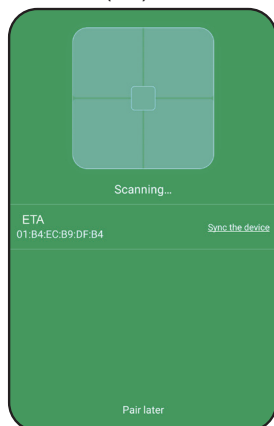 Scanning...
ETA
01:B4:EC:B9:DF:B4
Sync the device
Pair later